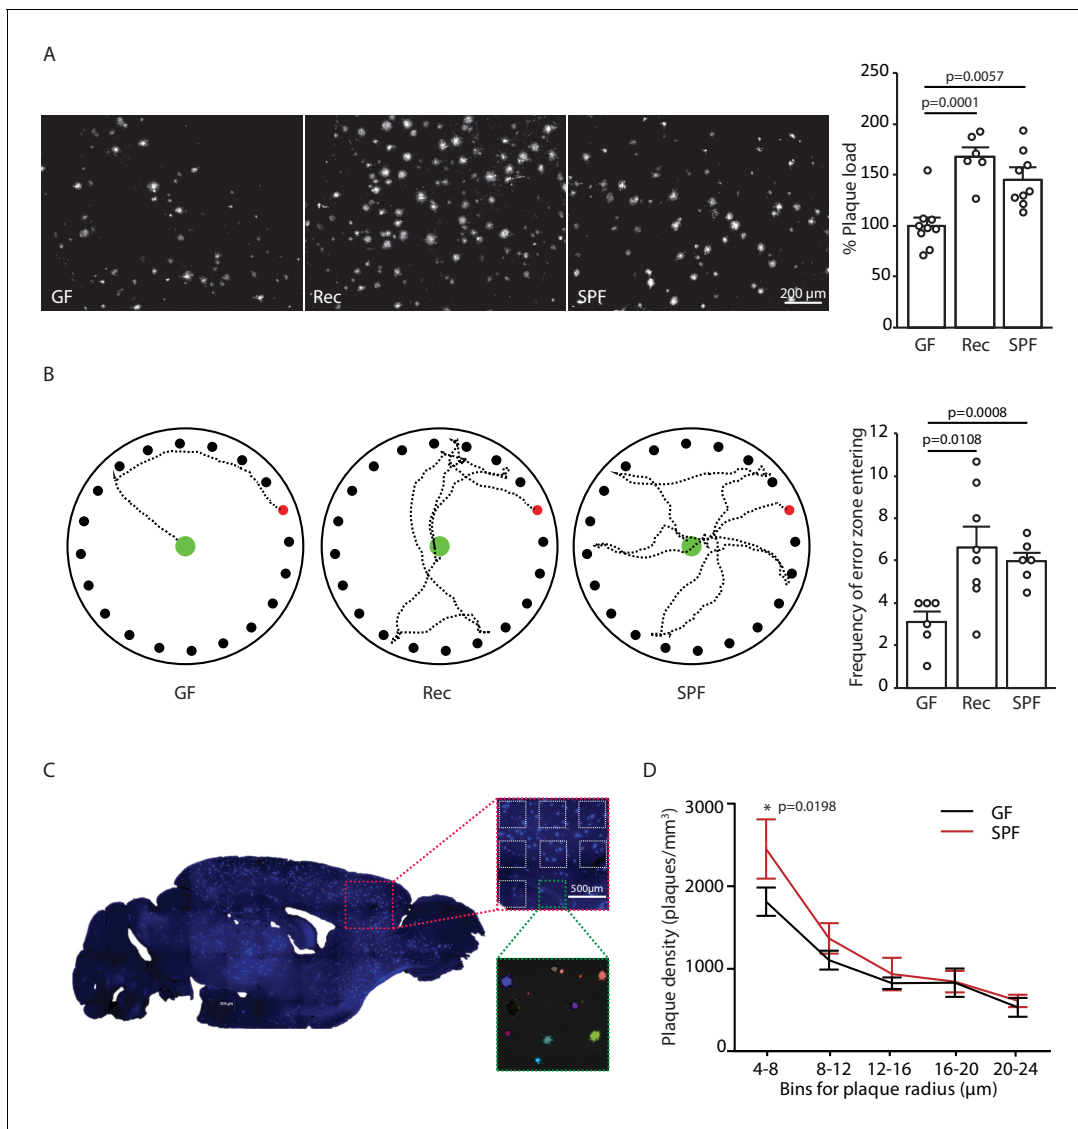 A
GF
Rec
SPF
200 µm
% Plaque load
250
200
150
100
50
0
p=0.0057
p=0.0001
GF
Rec
SPF
B
GF
Rec
SPF
Frequency of error zone entering
12
10
8
6
4
2
0
p=0.0008
p=0.0108
GF
Rec
SPF
C
500µm
D
Plaque density (plaques/mm³)
3000
2000
1000
0
* p=0.0198
GF
SPF
4-8
8-12
12-16
16-20
20-24
Bins for plaque radius (µm)